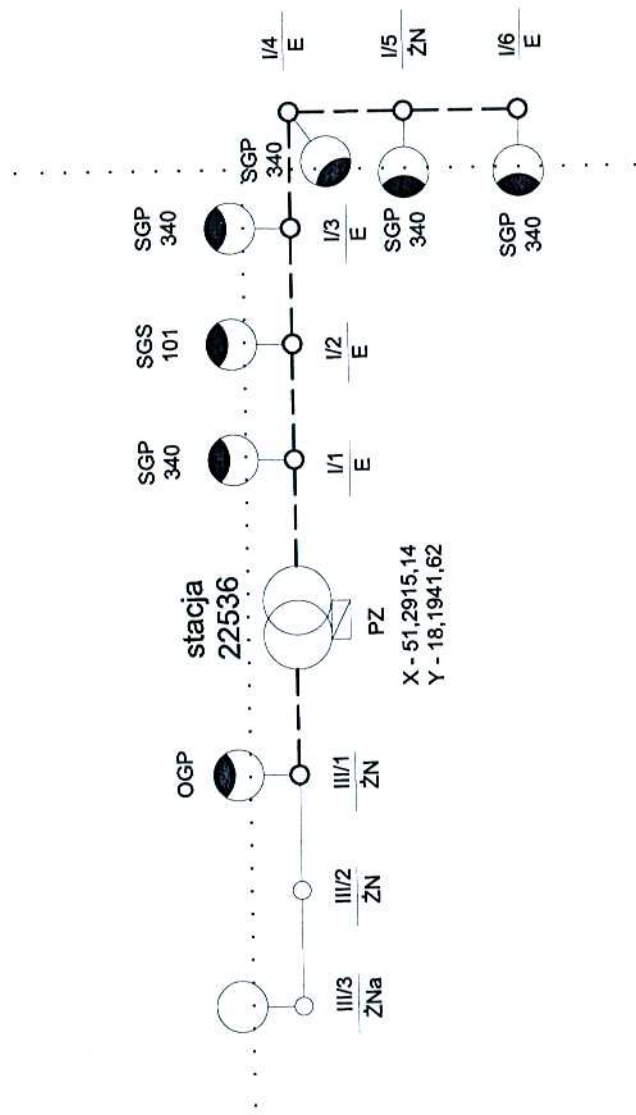 I/4
E
I/5
ŻN
I/6
E
SGP
340
SGP
340
SGP
340
SGP
340
I/3
E
SGS
101
I/2
E
SGP
340
I/1
E
stacja
22536
PZ
X - 51,2915,14
Y - 18,1941,62
OGP
III/1
ŻN
III/2
ŻN
III/3
ŻNa